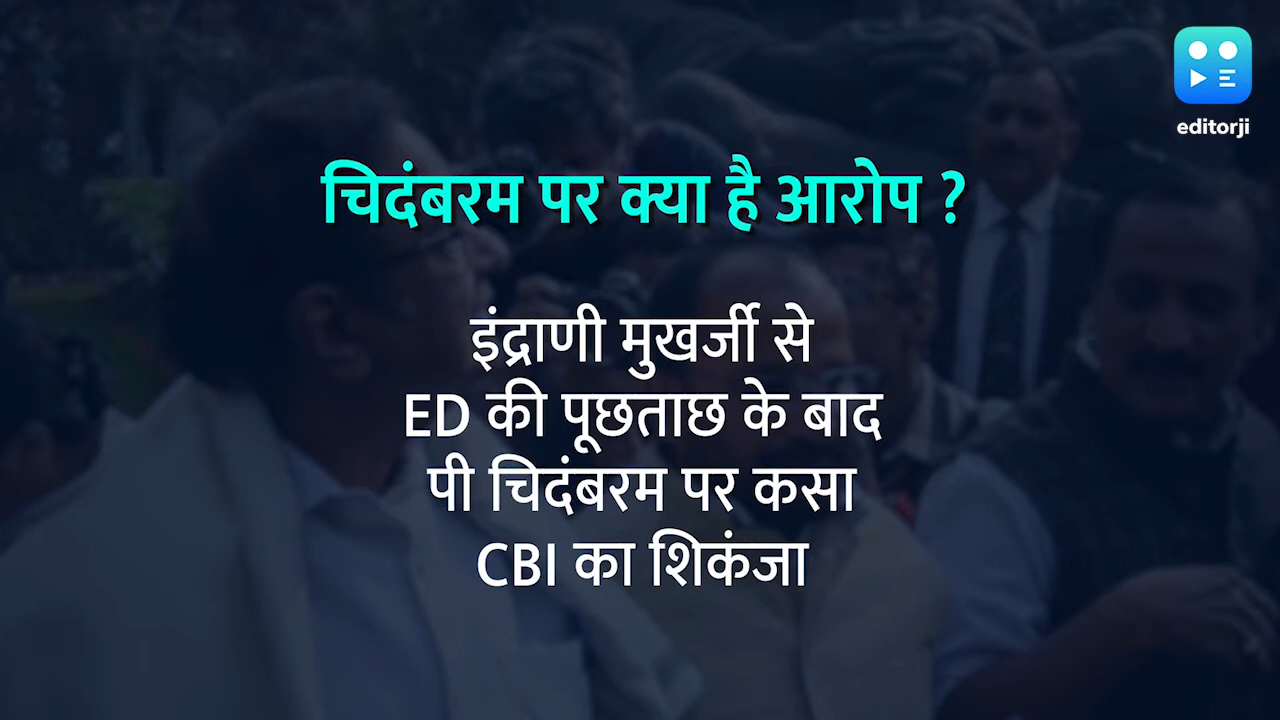 editorji
चिदंबरम पर क्या है आरोप ?
इंद्राणी मुखर्जी से
ED की पूछताछ के बाद
पी चिदंबरम पर कसा
CBI का शिकंजा